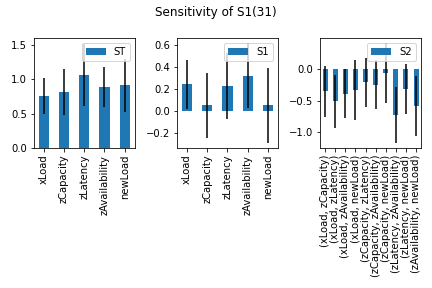 Sensitivity of S1(31)
ST
1.5
1.0
0.5
0.0
xLoad
zCapacity
zLatency
zAvailability
newLoad
S1
0.6
0.4
0.2
0.0
−0.2
xLoad
zCapacity
zLatency
zAvailability
newLoad
S2
0.0
−0.5
−1.0
(xLoad, zCapacity)
(xLoad, zLatency)
(xLoad, zAvailability)
(xLoad, newLoad)
(zCapacity, zLatency)
(zCapacity, zAvailability)
(zCapacity, newLoad)
(zLatency, zAvailability)
(zLatency, newLoad)
(zAvailability, newLoad)